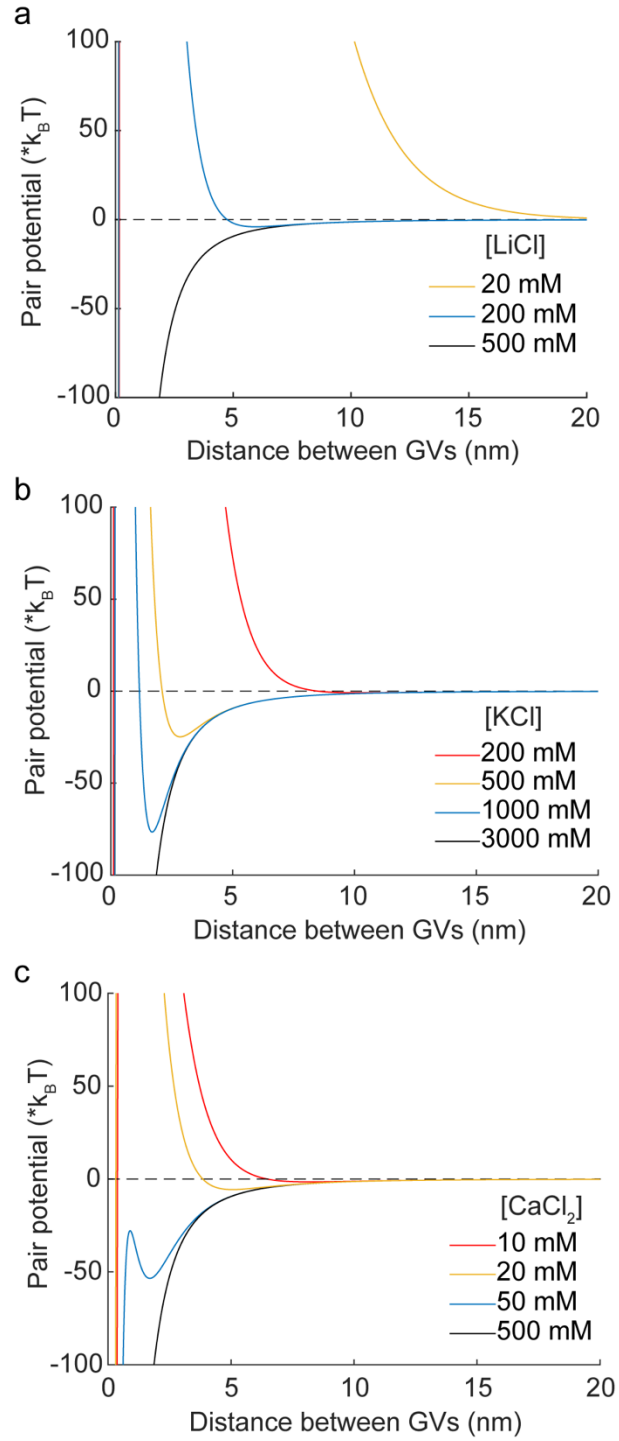 a
100
50
0
-50
-100
Pair potential (*k_BT)
[LiCl]
20 mM
200 mM
500 mM
0 5 10 15 20
Distance between GVs (nm)
b
100
50
0
-50
-100
Pair potential (*k_BT)
[KCl]
200 mM
500 mM
1000 mM
3000 mM
0 5 10 15 20
Distance between GVs (nm)
c
100
50
0
-50
-100
Pair potential (*k_BT)
[CaCl₂]
10 mM
20 mM
50 mM
500 mM
0 5 10 15 20
Distance between GVs (nm)